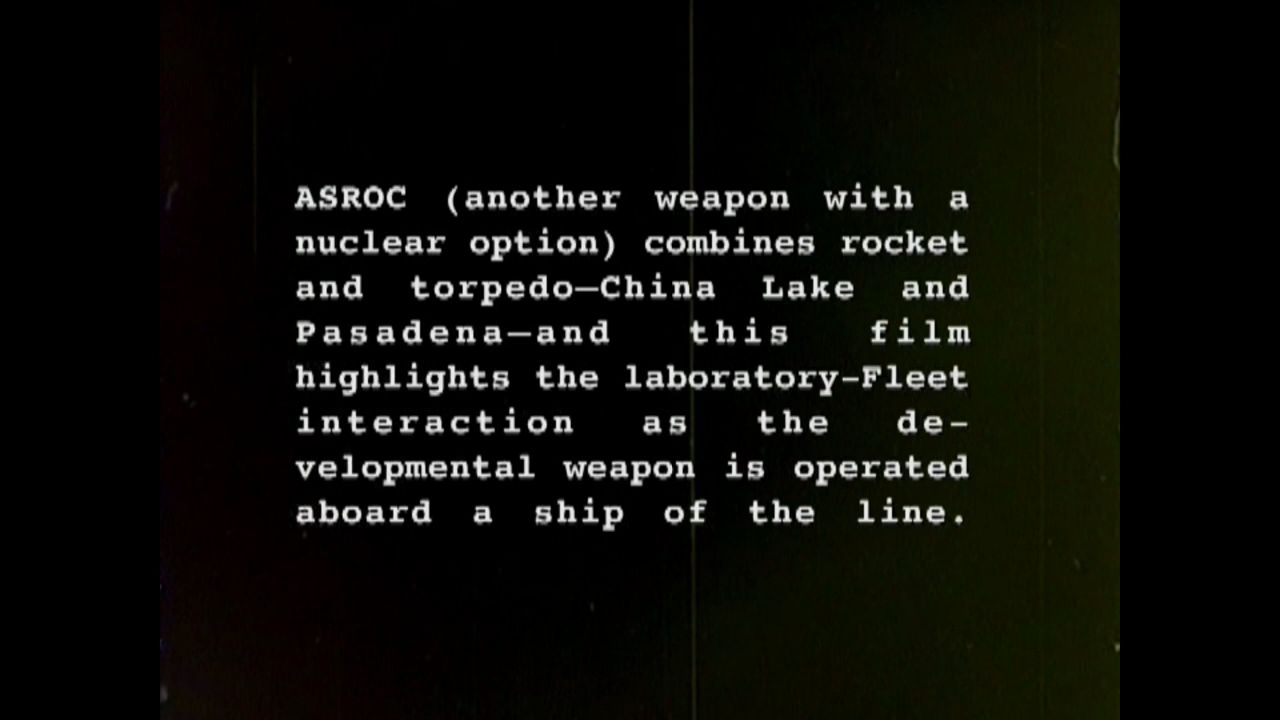 ASROC (another weapon with a
nuclear option) combines rocket
and torpedo—China Lake and
Pasadena—and this film
highlights the laboratory-Fleet
interaction as the de-
velopmental weapon is operated
aboard a ship of the line.